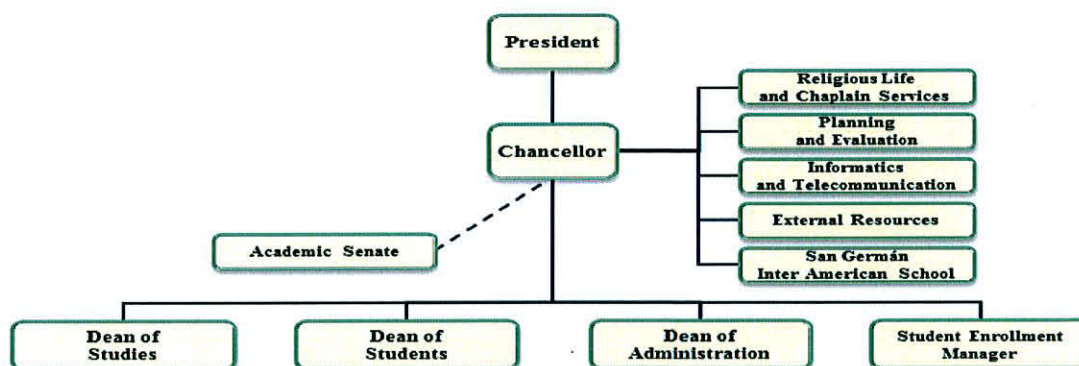 President
Chancellor
Religious Life
and Chaplain Services
Planning
and Evaluation
Informatics
and Telecommunication
External Resources
San Germán
Inter American School
Academic Senate
Dean of
Studies
Dean of
Students
Dean of
Administration
Student Enrollment
Manager